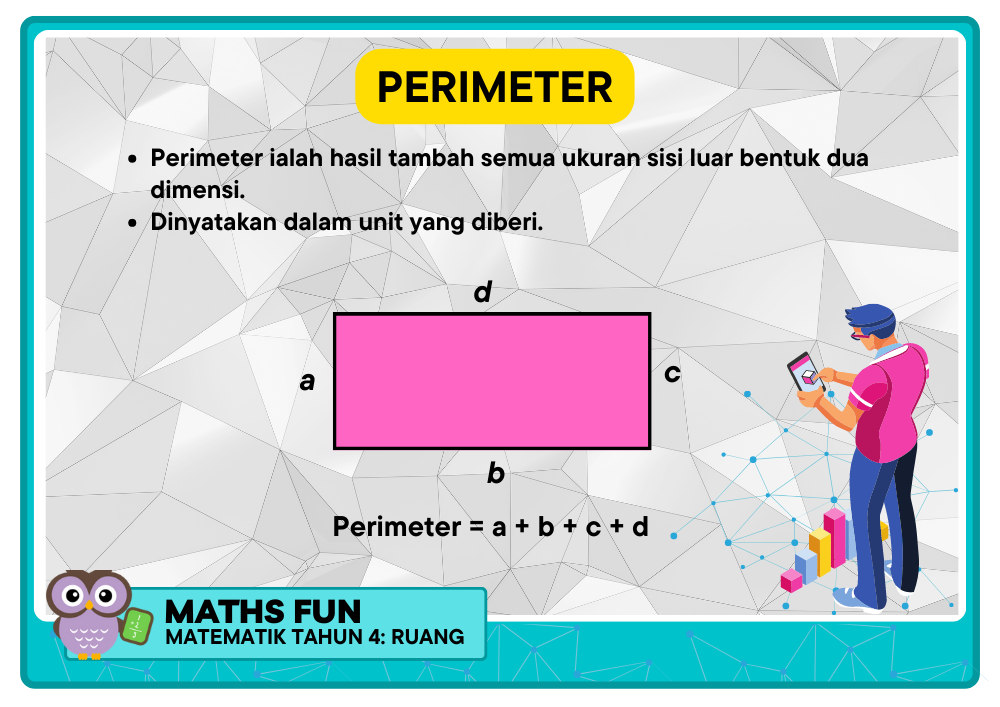 PERIMETER
• Perimeter ialah hasil tambah semua ukuran sisi luar bentuk dua
dimensi.
• Dinyatakan dalam unit yang diberi.
d
a
c
b
Perimeter = a + b + c + d
MATHS FUN
MATEMATIK TAHUN 4: RUANG